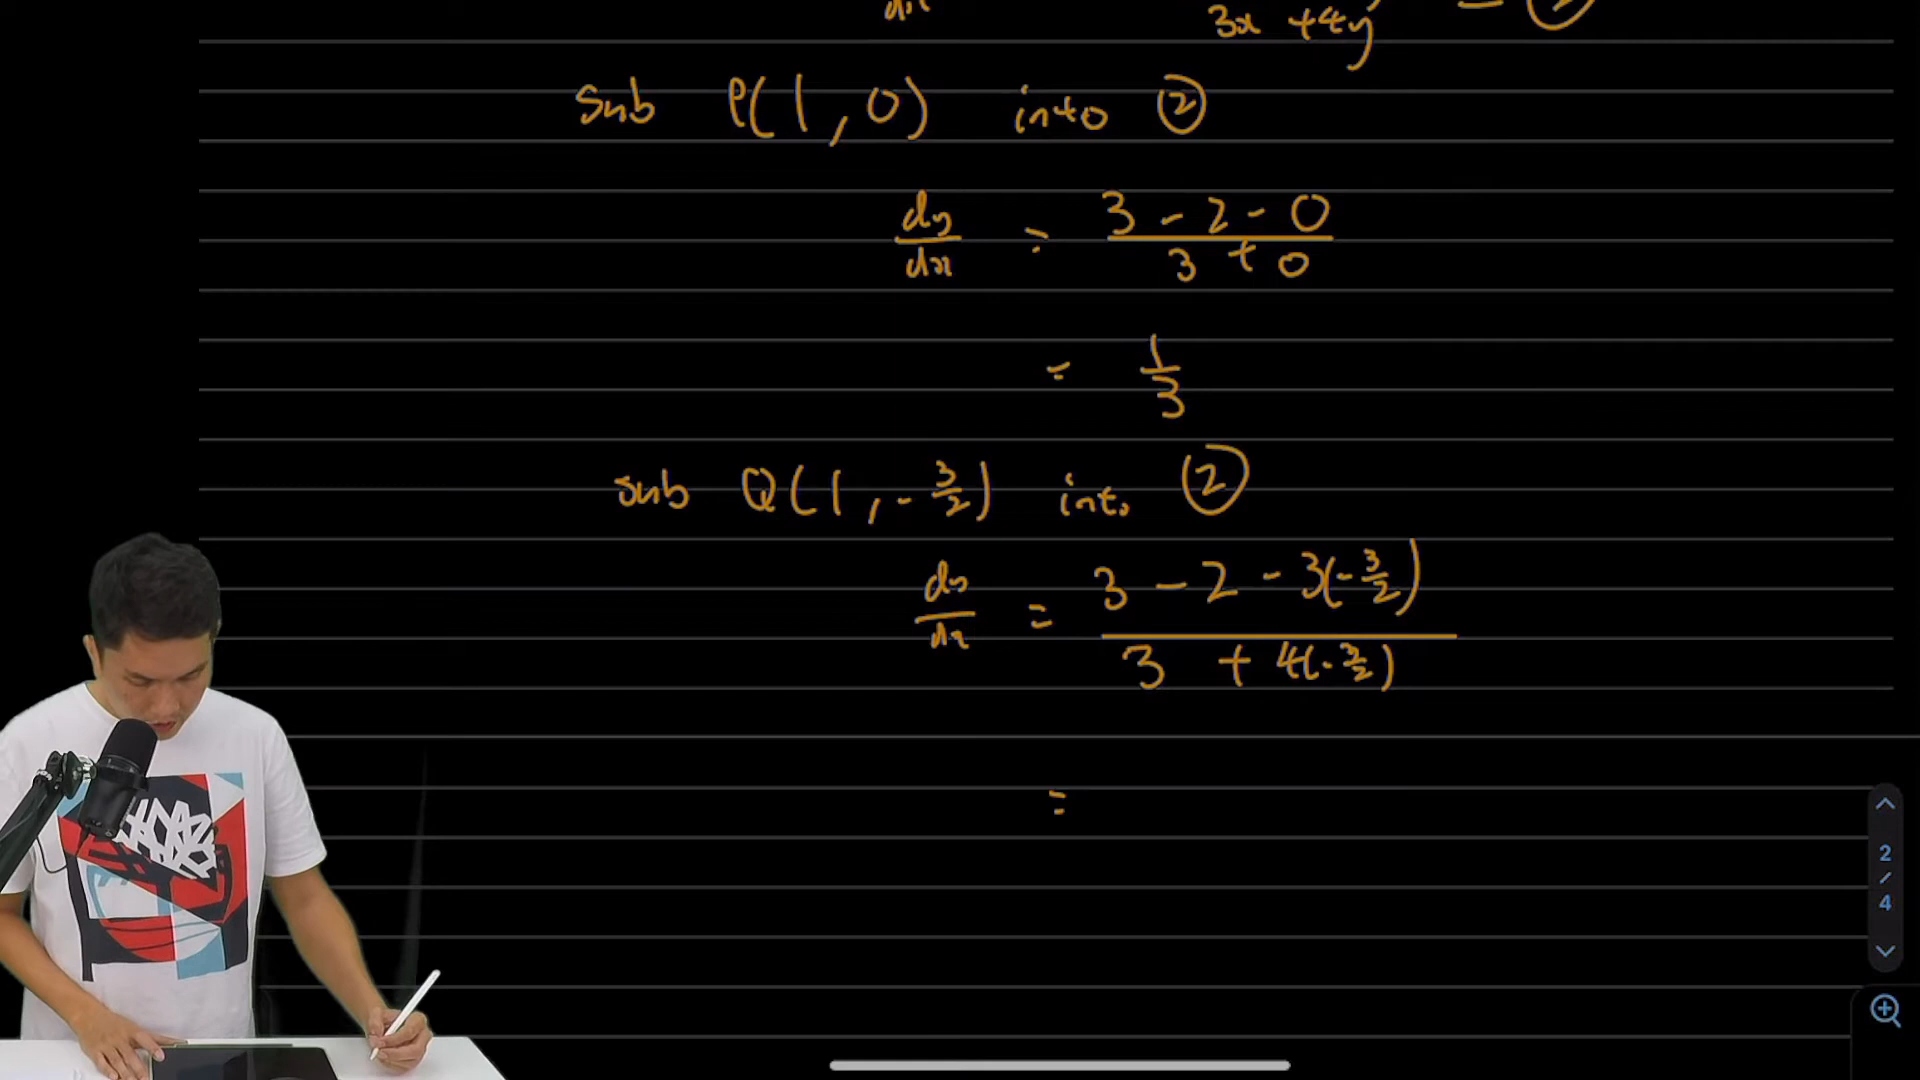 3x + 4y — ②
Sub P(1, 0) into ②
dy/dx = (3 - 2 - 0)/(3 + 0)
= 1/3
sub Q(1, -3/2) into ②
dy/dx = (3 - 2 - 3(-3/2))/(3 + 4(-3/2))
=
2
/
4